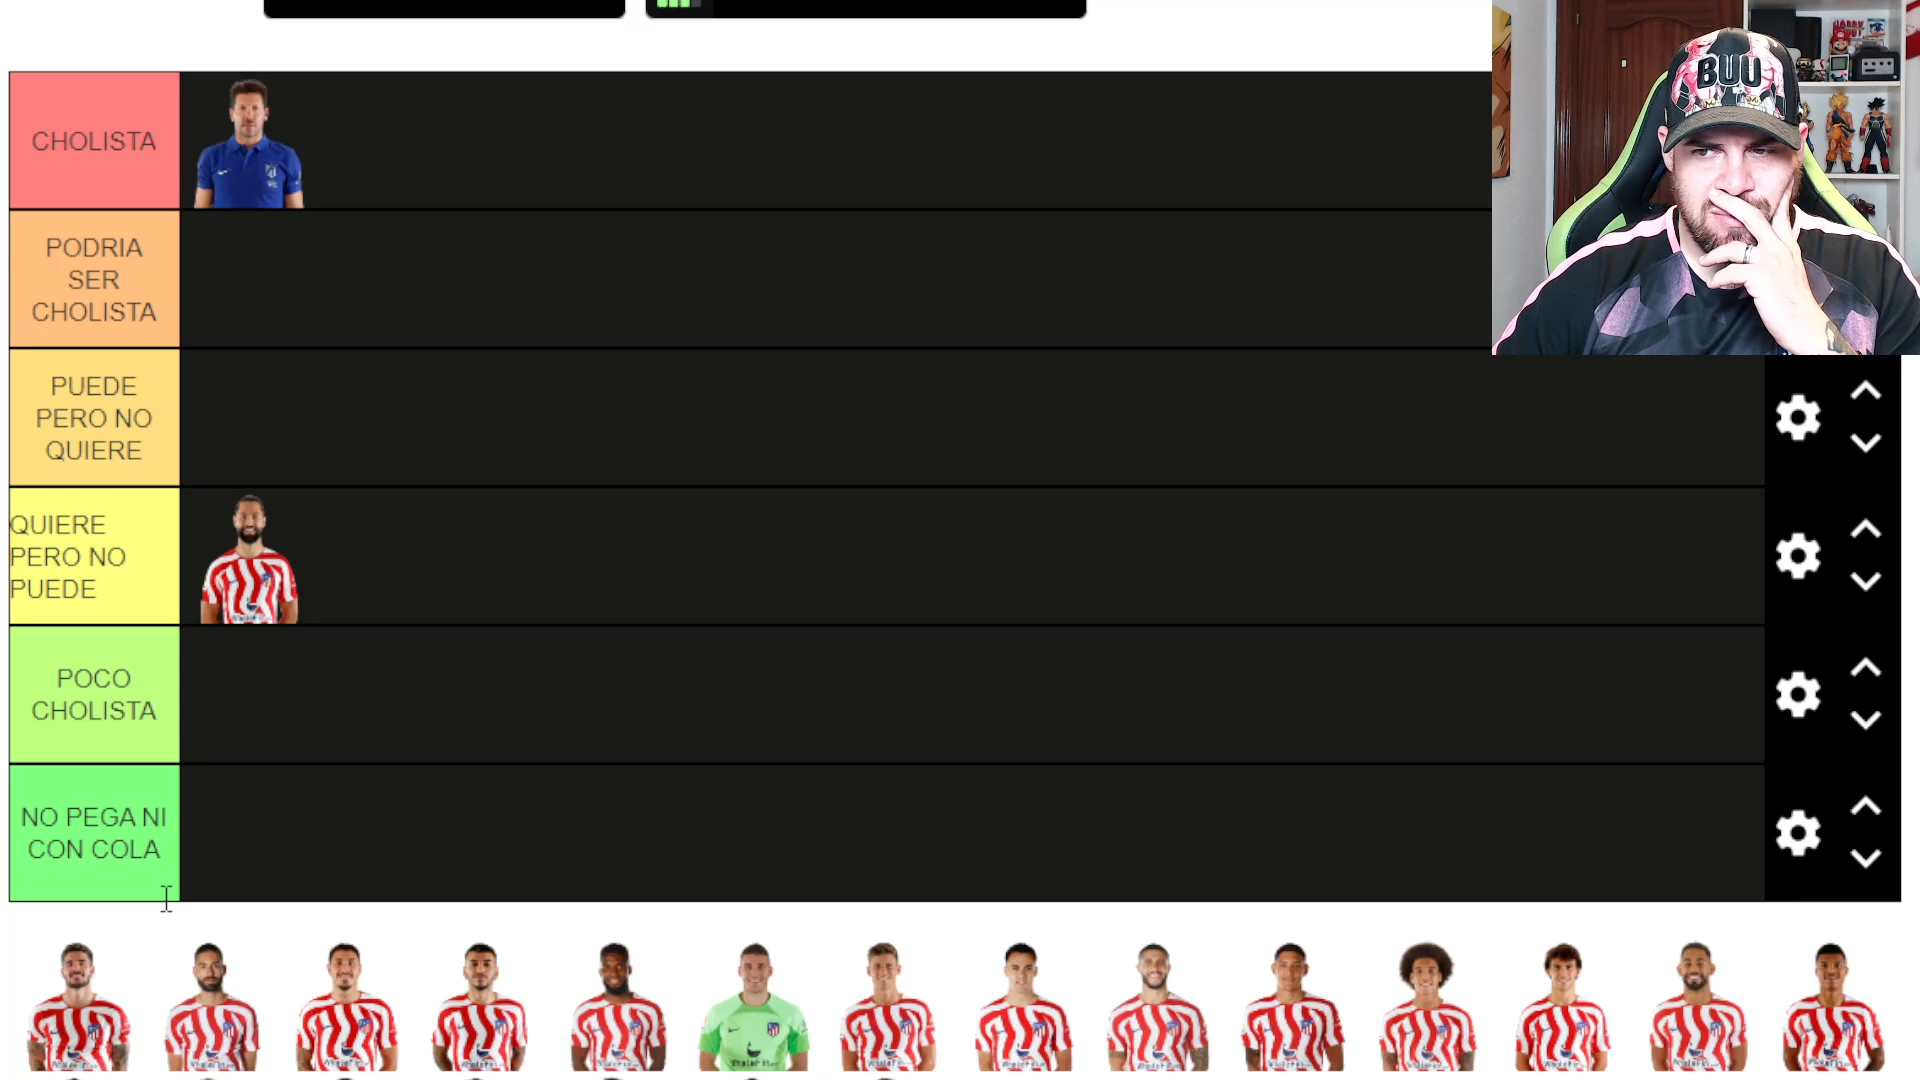 BUU
CHOLISTA
PODRIA
SER
CHOLISTA
PUEDE
PERO NO
QUIERE
QUIERE
PERO NO
PUEDE
POCO
CHOLISTA
NO PEGA NI
CON COLA